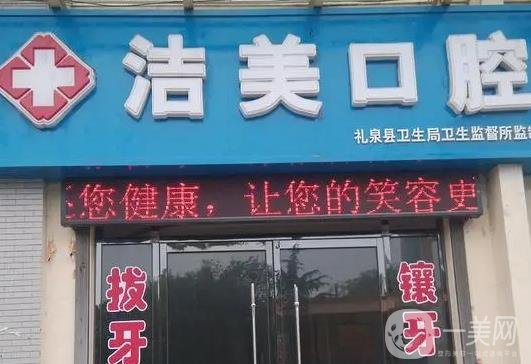 洁美口腔
礼泉县卫生局卫生监督所监制
您健康，让您的笑容
拔牙
镶牙
一美网